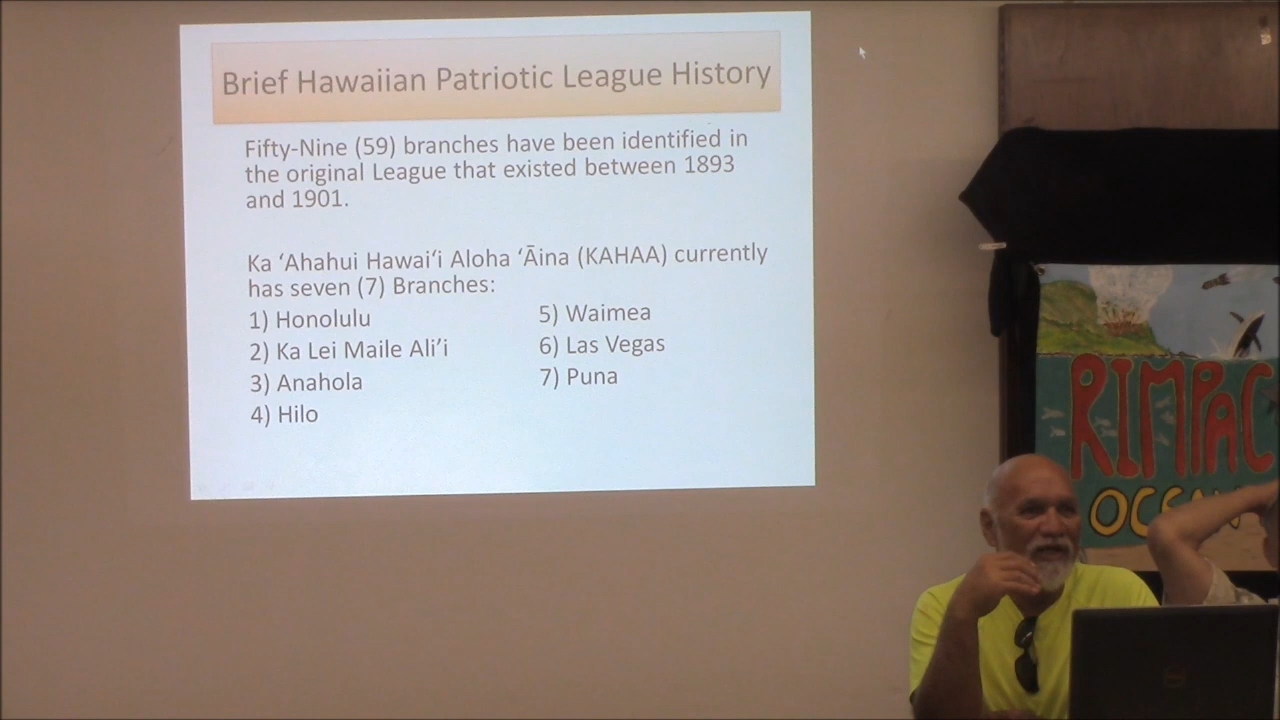 Brief Hawaiian Patriotic League History
Fifty-Nine (59) branches have been identified in
the original League that existed between 1893
and 1901.
Ka ʻAhahui Hawaiʻi Aloha ʻĀina (KAHAA) currently
has seven (7) Branches:
1) Honolulu
2) Ka Lei Maile Ali’i
3) Anahola
4) Hilo
5) Waimea
6) Las Vegas
7) Puna
RIMPAC